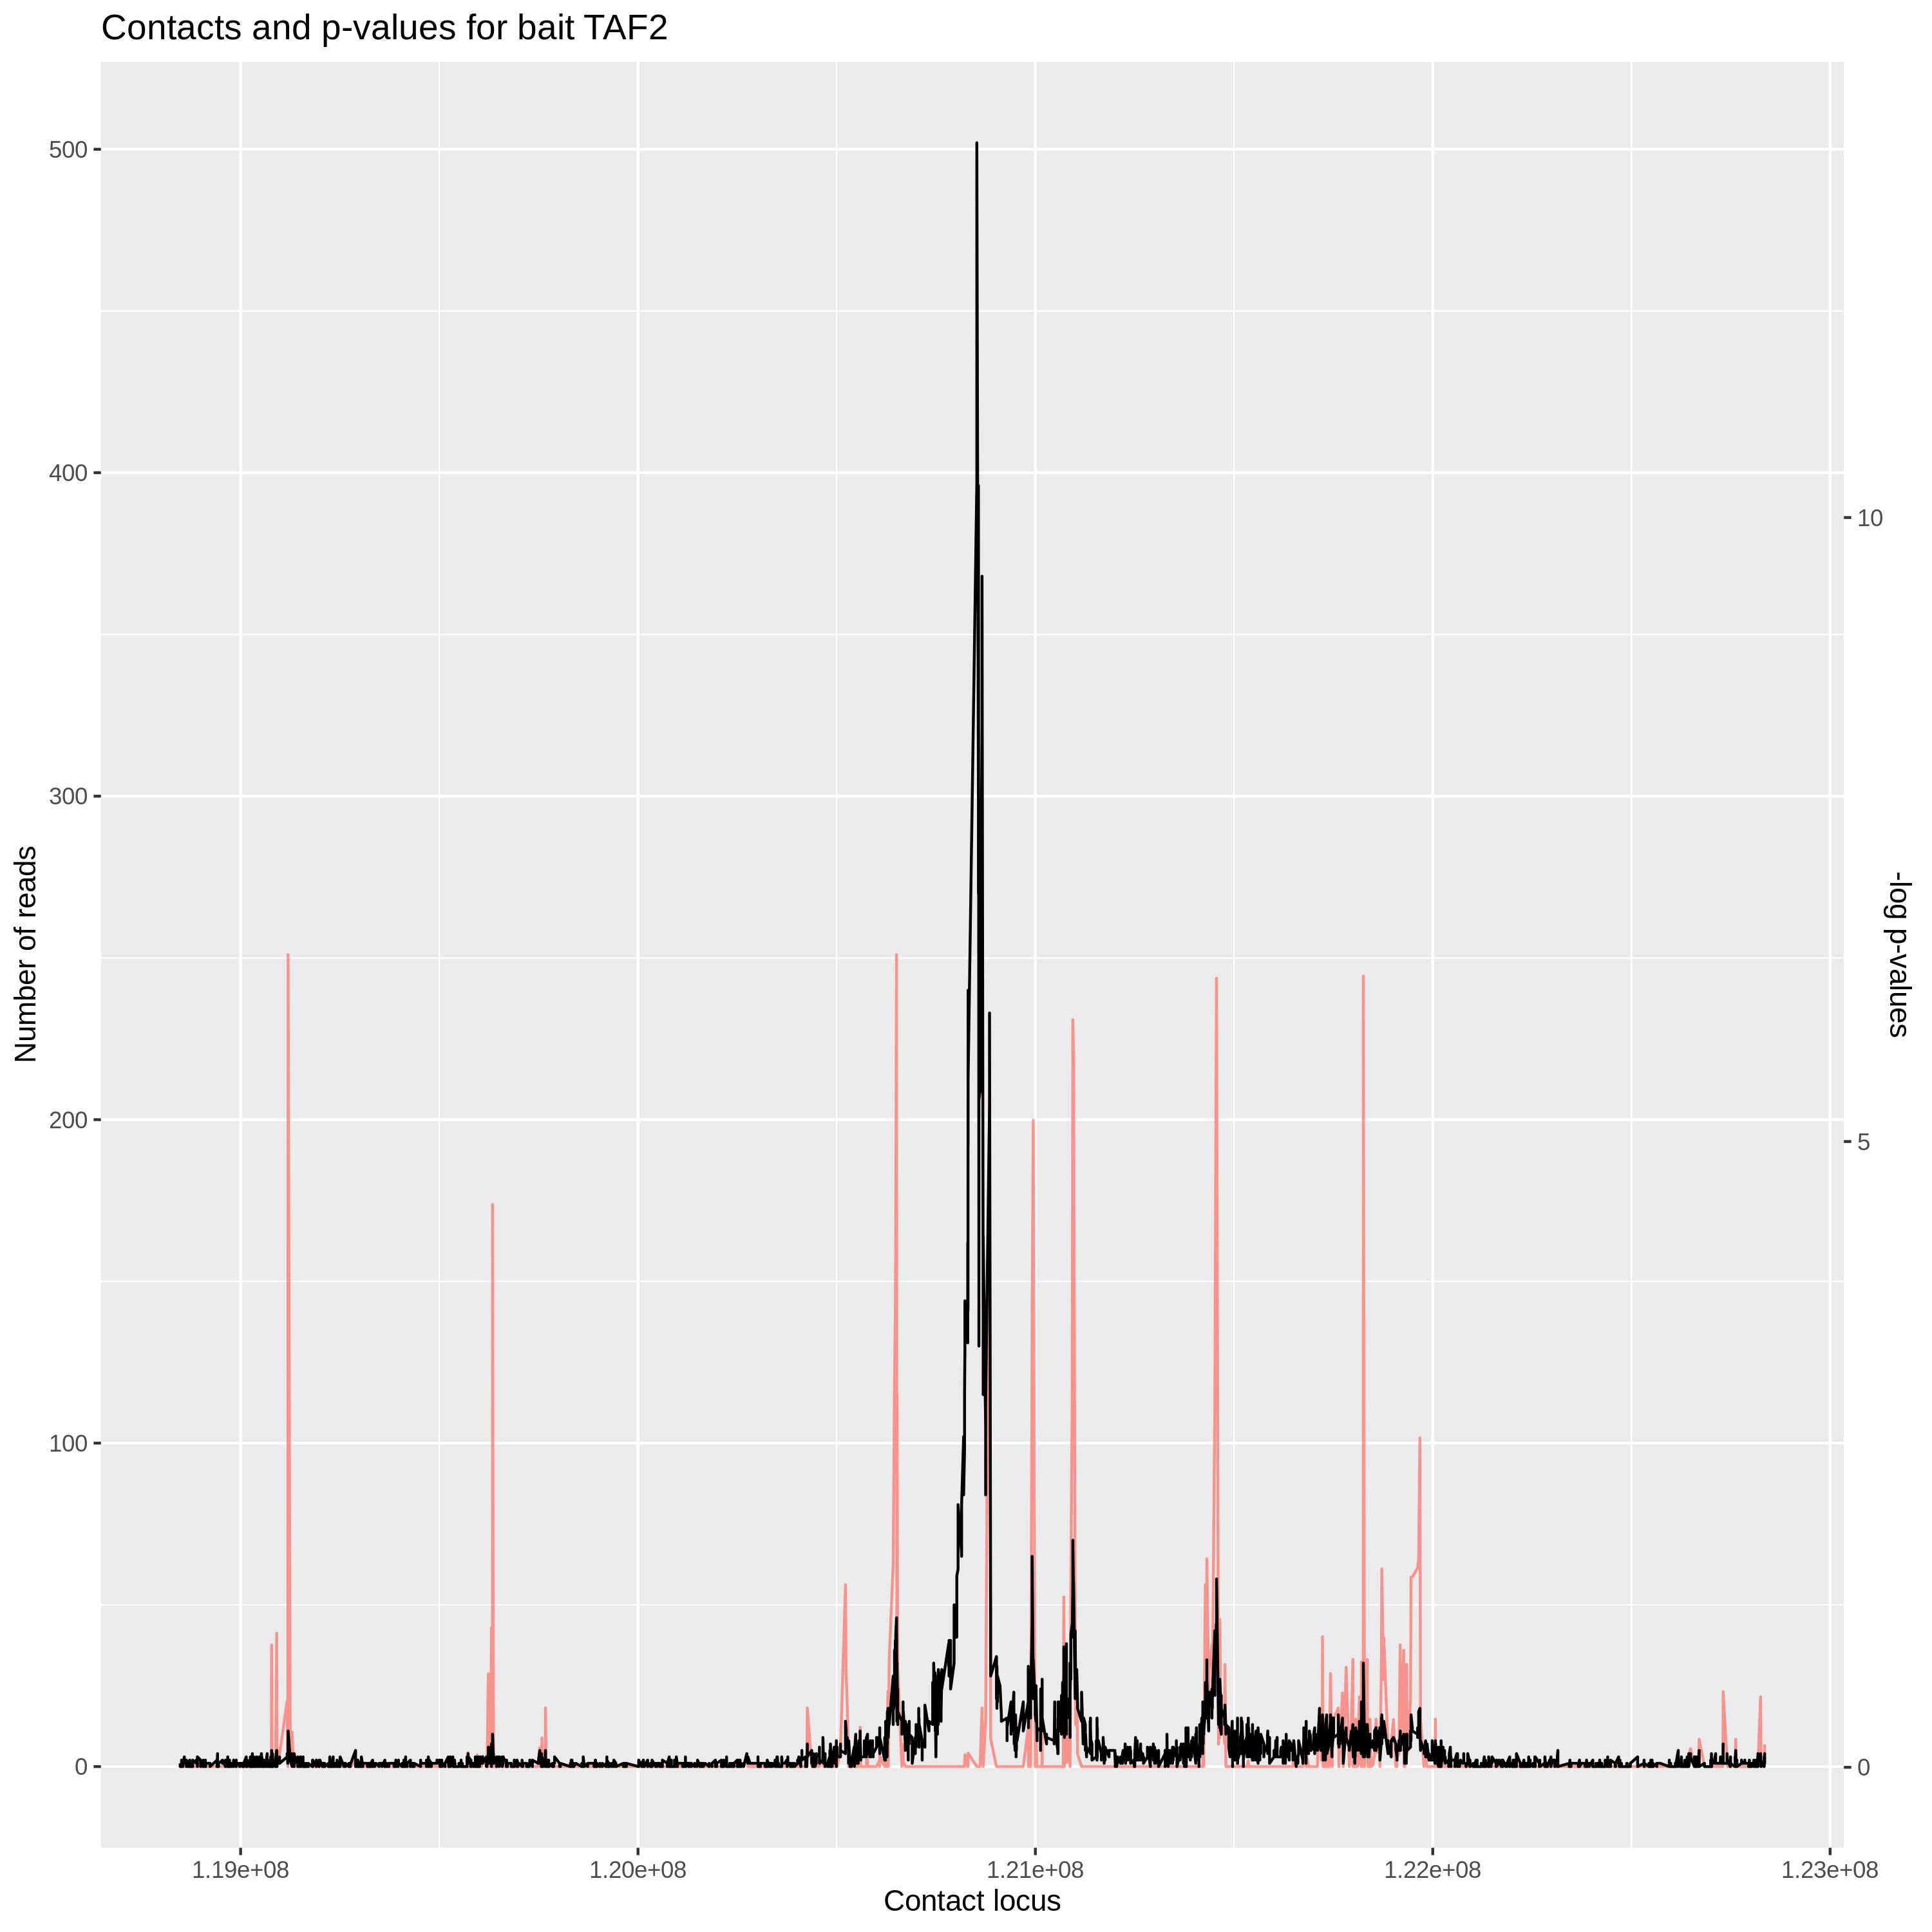 Contacts and p-values for bait TAF2
500
400
300
200
100
0
Number of reads
10
5
0
-log p-values
1.19e+08
1.20e+08
1.21e+08
1.22e+08
1.23e+08
Contact locus